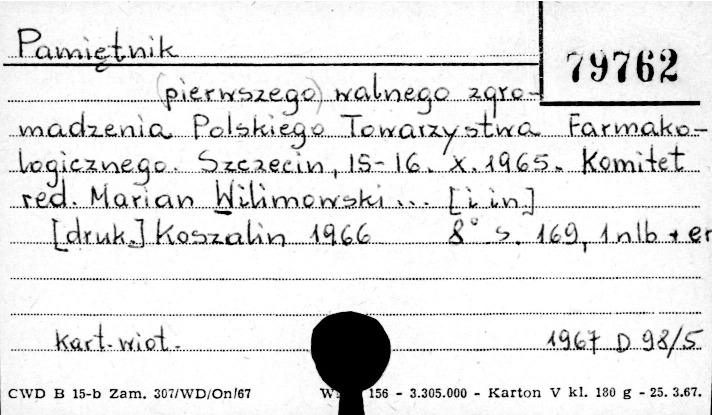 Pamiętnik
79762
(pierwszego) walnego zgro-
madzenia Polskiego Towarzystwa Farmako-
logicznego. Szczecin, 15-16. X. 1965. Komitet
red. Marian Wilimowski... [i in.]
[druk.] Koszalin 1966 8° s. 169, 1 nlb + er
kart. wiot. 1967 D 98/5
CWD B 15-b Zam. 307/WD/On/67 156 - 3.305.000 - Karton V kl. 180 g - 25. 3.67.